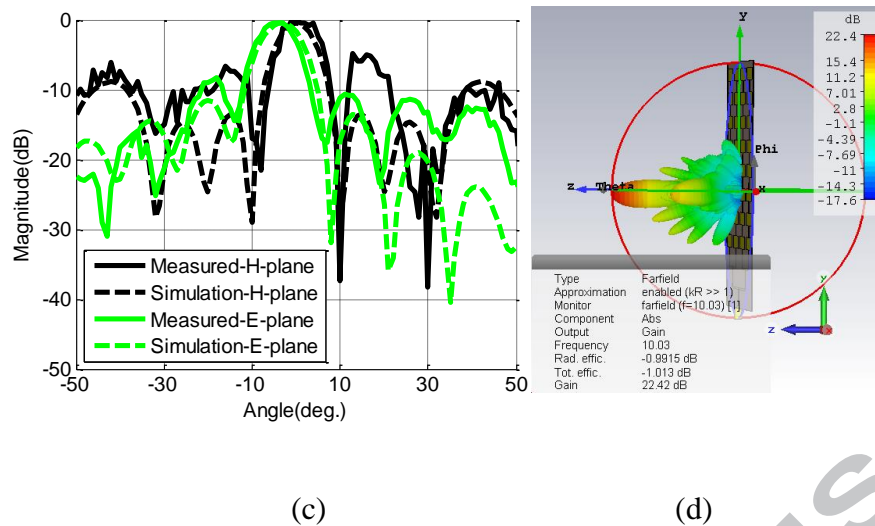 0
-10
-20
-30
-40
-50
Magnitude(dB)
Measured-H-plane
Simulation-H-plane
Measured-E-plane
Simulation-E-plane
-50 -30 -10 10 30 50
Angle(deg.)
(c)
Y
dB
22.4
15.4
11.2
7.01
2.8
-1.1
-4.39
-7.69
-11
-14.3
-17.6
Phi
z Theta x
Type Farfield
Approximation enabled (kR >> 1)
Monitor farfield (f=10.03) [1]
Component Abs
Output Gain
Frequency 10.03
Rad. effic. -0.9915 dB
Tot. effic. -1.013 dB
Gain 22.42 dB
y
z
(d)